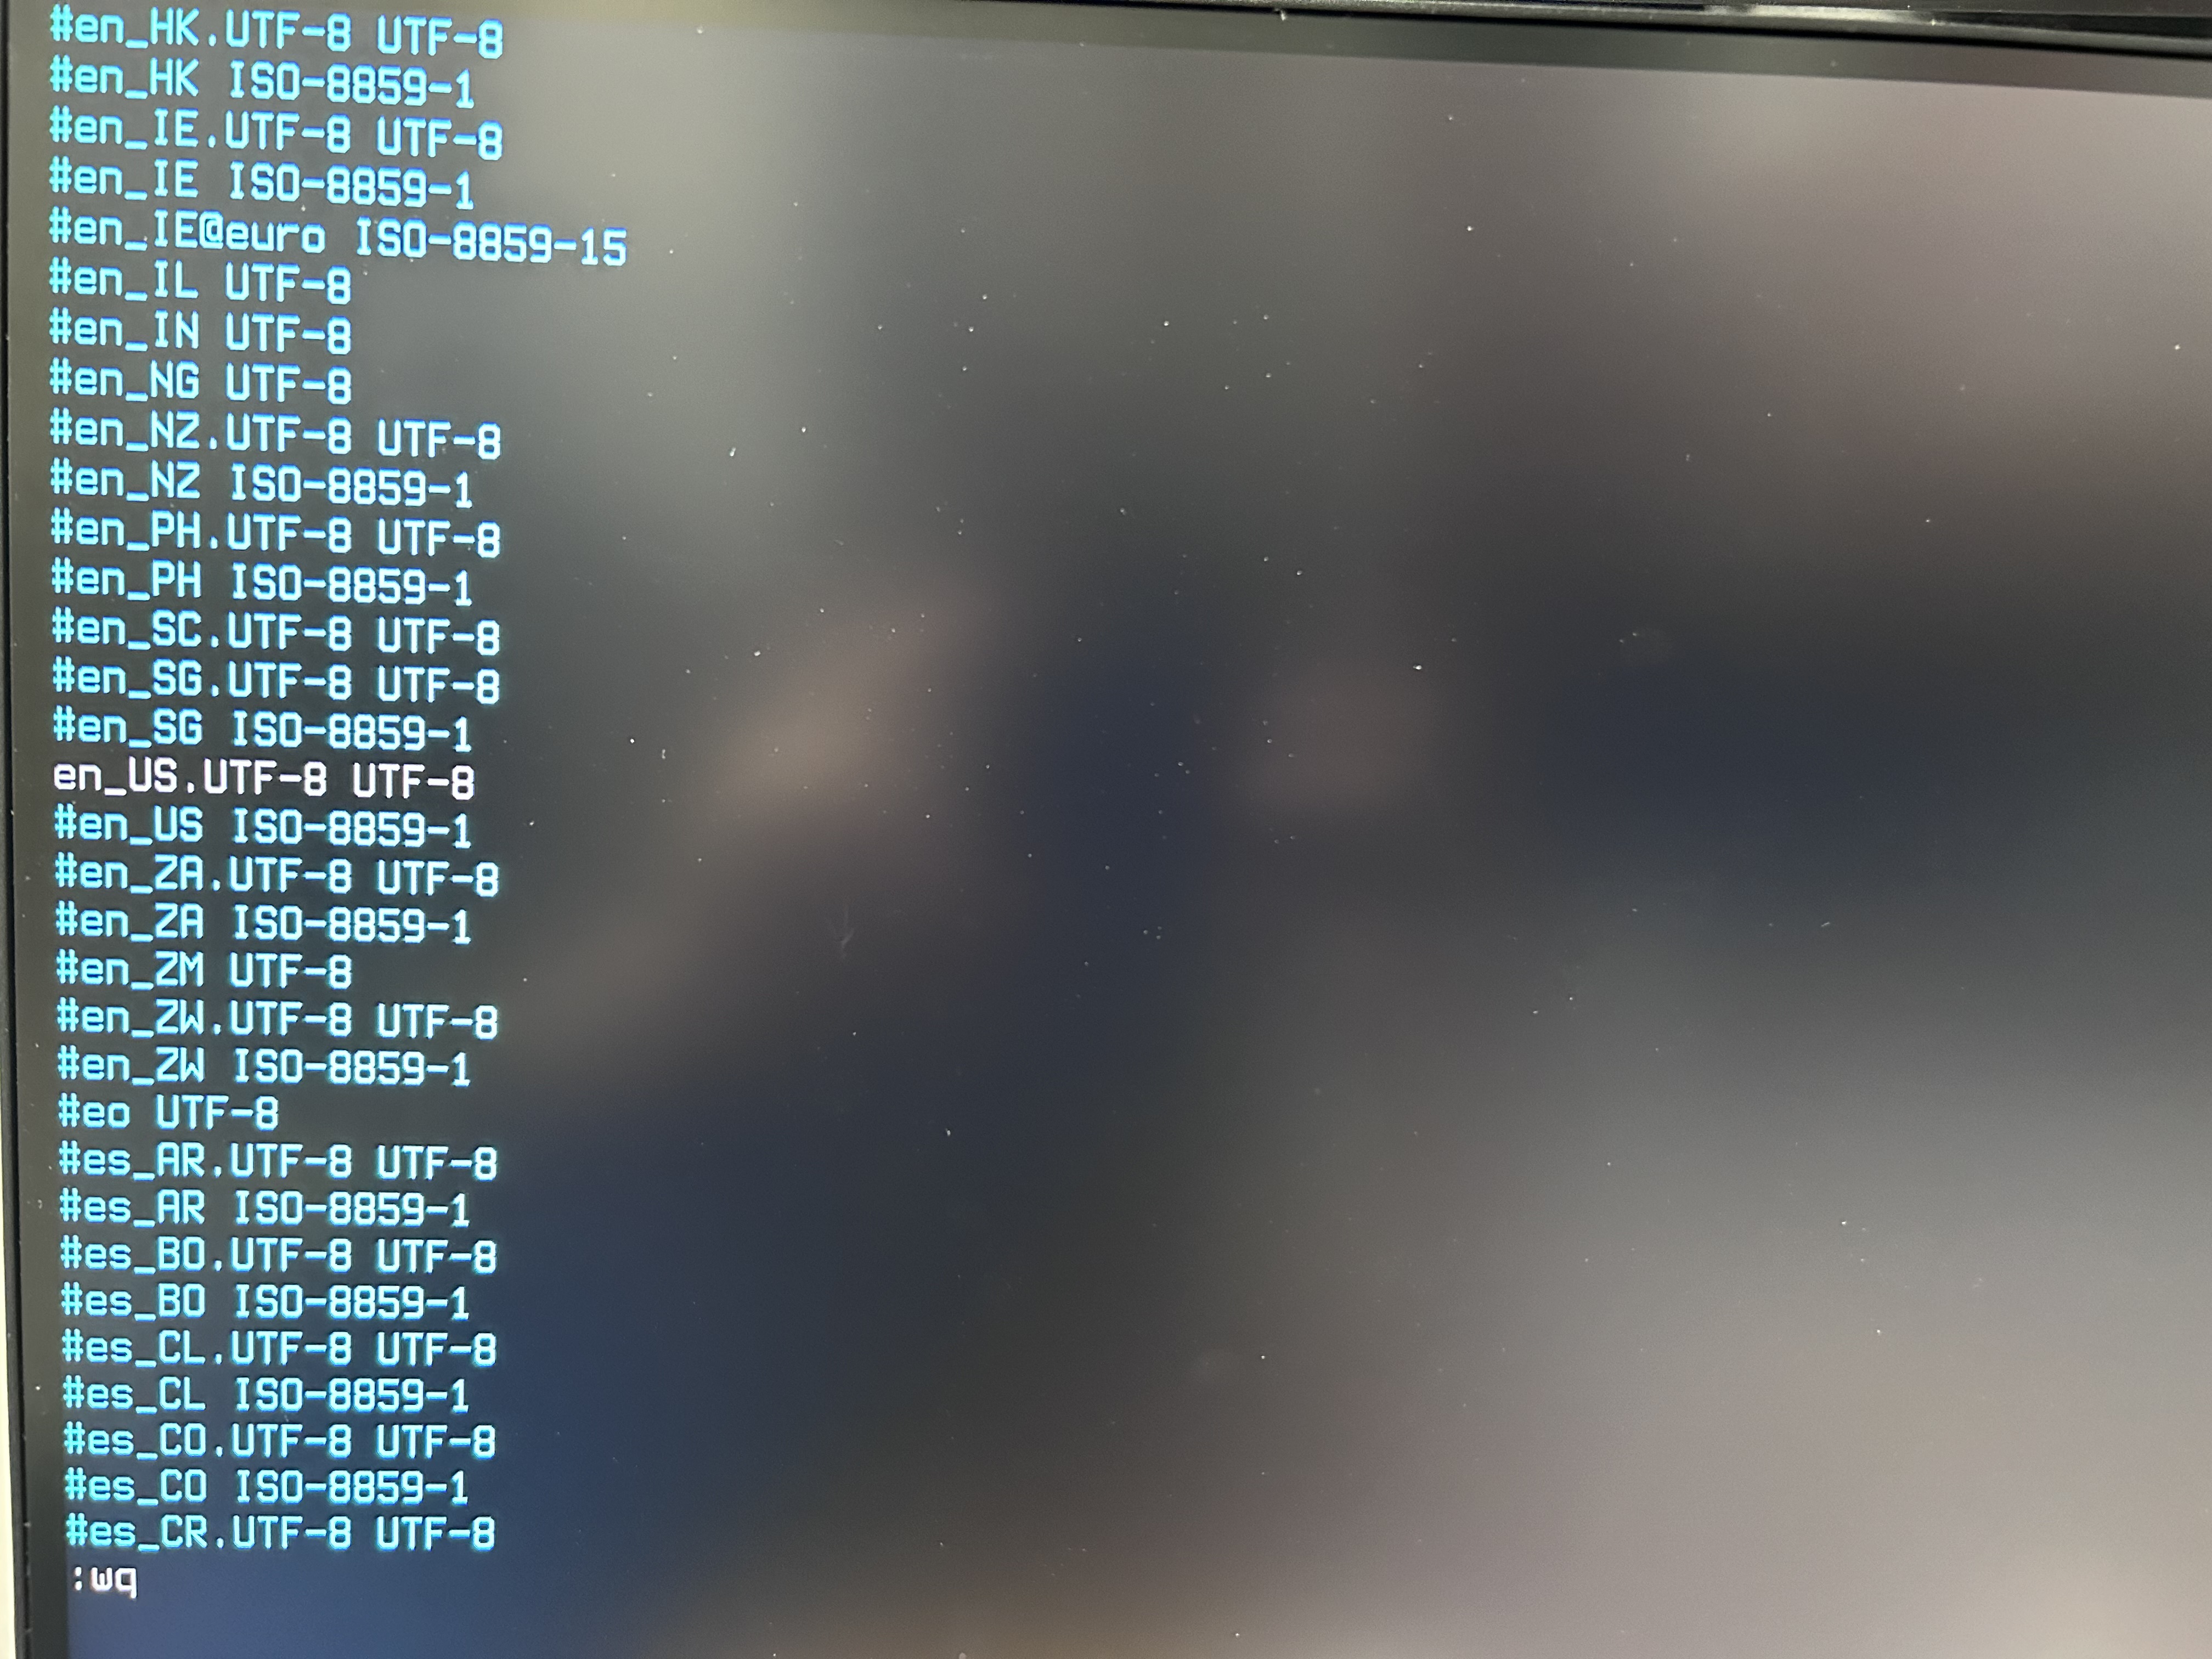 #en_HK.UTF-8 UTF-8
#en_HK ISO-8859-1
#en_IE.UTF-8 UTF-8
#en_IE ISO-8859-1
#en_IE@euro ISO-8859-15
#en_IL UTF-8
#en_IN UTF-8
#en_NG UTF-8
#en_NZ.UTF-8 UTF-8
#en_NZ ISO-8859-1
#en_PH.UTF-8 UTF-8
#en_PH ISO-8859-1
#en_SC.UTF-8 UTF-8
#en_SG.UTF-8 UTF-8
#en_SG ISO-8859-1
en_US.UTF-8 UTF-8
#en_US ISO-8859-1
#en_ZA.UTF-8 UTF-8
#en_ZA ISO-8859-1
#en_ZM UTF-8
#en_ZW.UTF-8 UTF-8
#en_ZW ISO-8859-1
#eo UTF-8
#es_AR.UTF-8 UTF-8
#es_AR ISO-8859-1
#es_BO.UTF-8 UTF-8
#es_BO ISO-8859-1
#es_CL.UTF-8 UTF-8
#es_CL ISO-8859-1
#es_CO.UTF-8 UTF-8
#es_CO ISO-8859-1
#es_CR.UTF-8 UTF-8
:wq